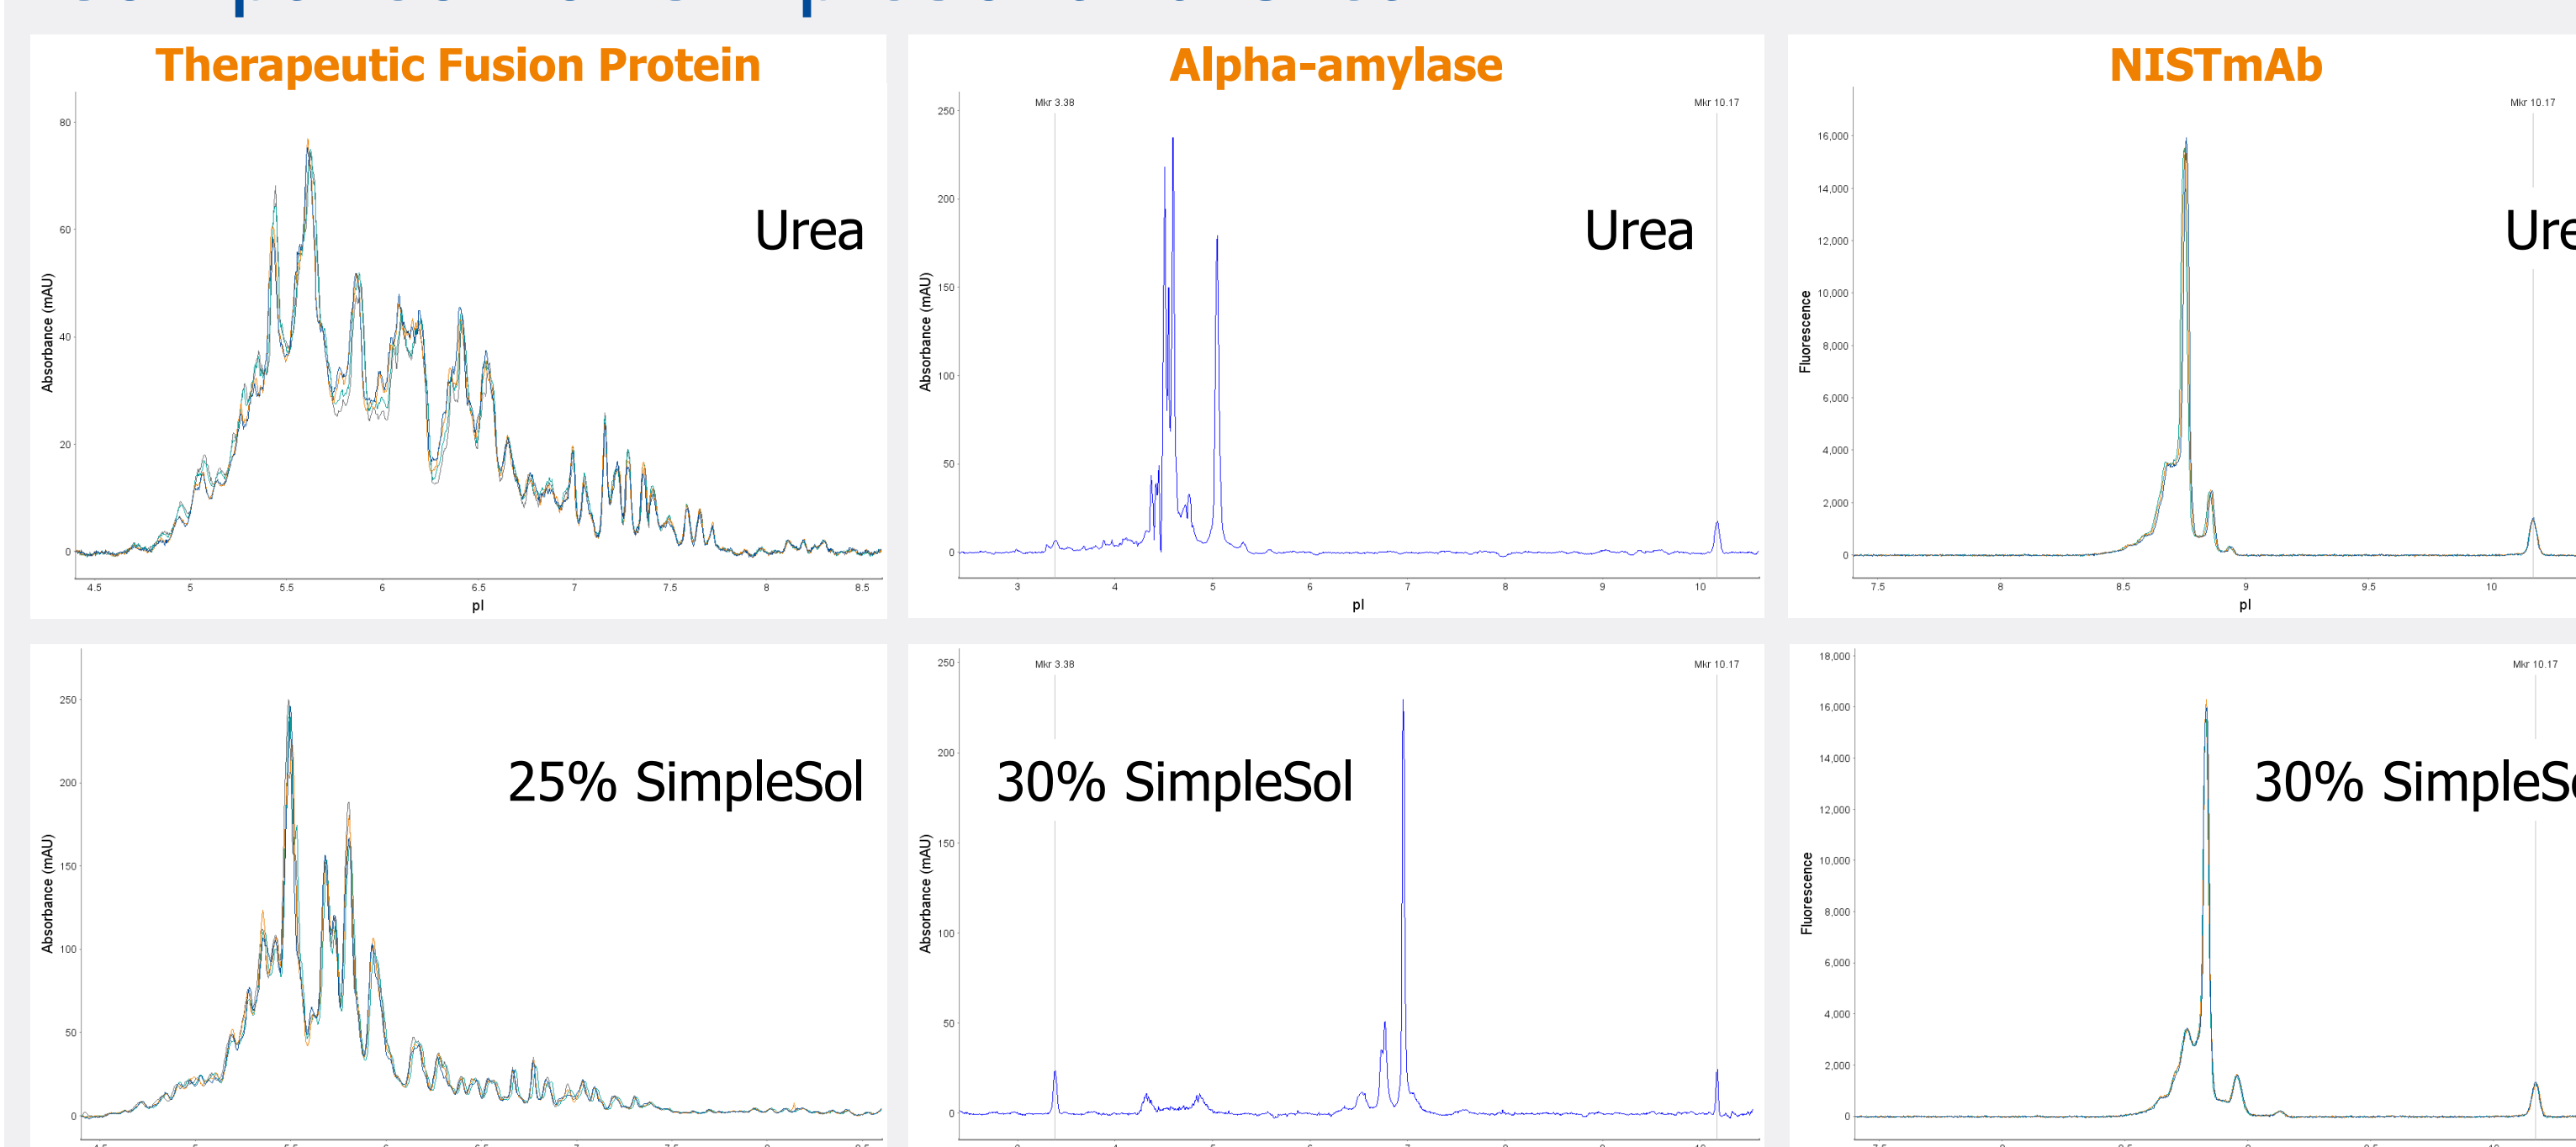 Therapeutic Fusion Protein
80
60
40
20
0
Absorbance (mAU)
Urea
4.5 5 5.5 6 6.5 7 7.5 8 8.5
pI
Alpha-amylase
Mkr 3.38 Mkr 10.17
250
200
150
100
50
0
Absorbance (mAU)
Urea
3 4 5 6 7 8 9 10
pI
NISTmAb
Mkr 10.17
16,000
14,000
12,000
10,000
8,000
6,000
4,000
2,000
0
Fluorescence
Ure
7.5 8 8.5 9 9.5 10
pI
250
200
150
100
50
0
Absorbance (mAU)
25% SimpleSol
Mkr 3.38 Mkr 10.17
250
200
150
100
50
0
Absorbance (mAU)
30% SimpleSol
18,000
Mkr 10.17
16,000
14,000
12,000
10,000
8,000
6,000
4,000
2,000
0
Fluorescence
30% SimpleSo